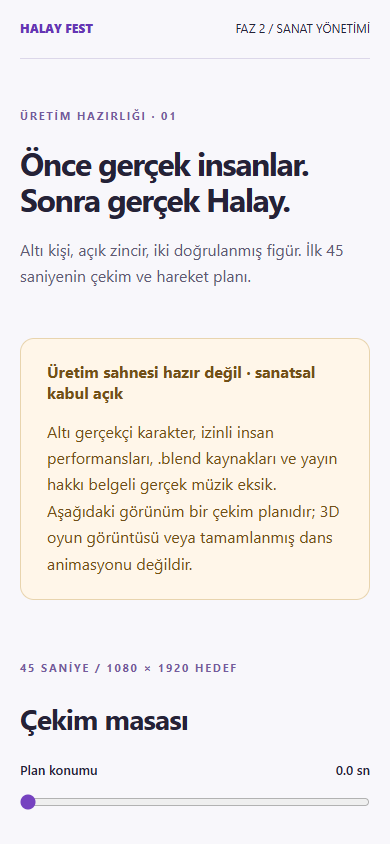 HALAY FEST
FAZ 2 / SANAT YÖNETİMİ
ÜRETİM HAZIRLIĞI · 01
Önce gerçek insanlar.
Sonra gerçek Halay.
Altı kişi, açık zincir, iki doğrulanmış figür. İlk 45
saniyenin çekim ve hareket planı.
Üretim sahnesi hazır değil · sanatsal
kabul açık
Altı gerçekçi karakter, izinli insan
performansları, .blend kaynakları ve yayın
hakkı belgeli gerçek müzik eksik.
Aşağıdaki görünüm bir çekim planıdır; 3D
oyun görüntüsü veya tamamlanmış dans
animasyonu değildir.
45 SANİYE / 1080 × 1920 HEDEF
Çekim masası
Plan konumu
0.0 sn